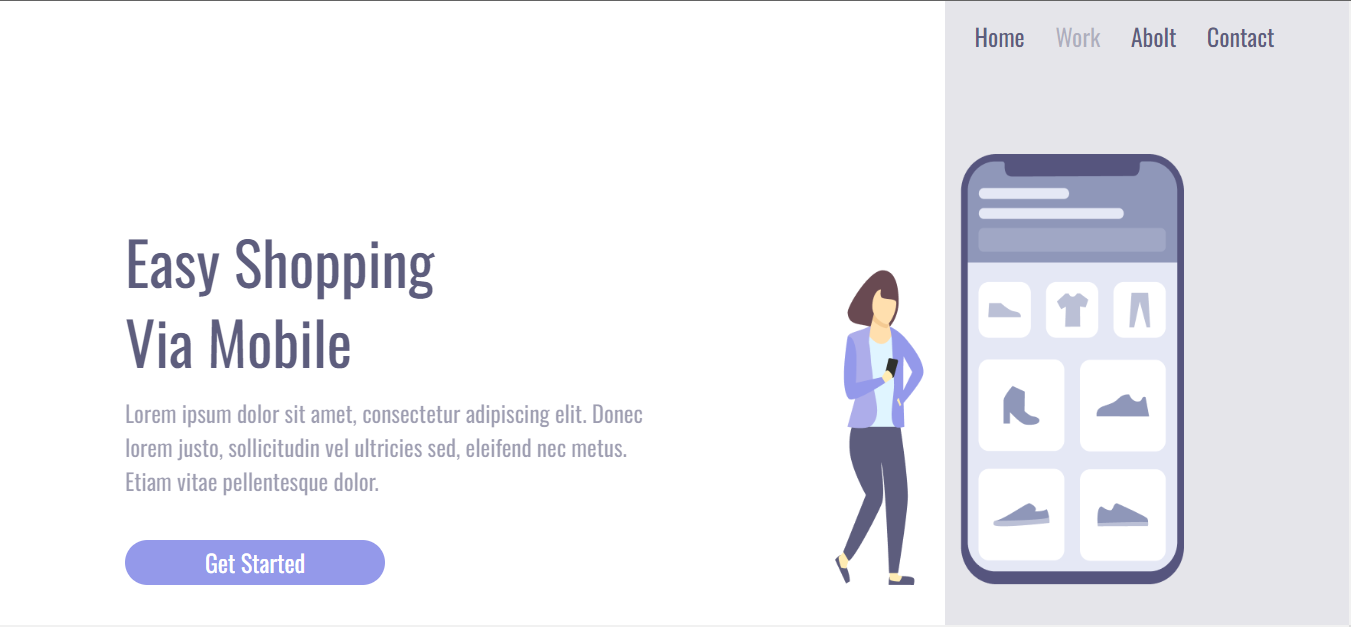 Home Work Abolt Contact
Easy Shopping
Via Mobile
Lorem ipsum dolor sit amet, consectetur adipiscing elit. Donec
lorem justo, sollicitudin vel ultricies sed, eleifend nec metus.
Etiam vitae pellentesque dolor.
Get Started